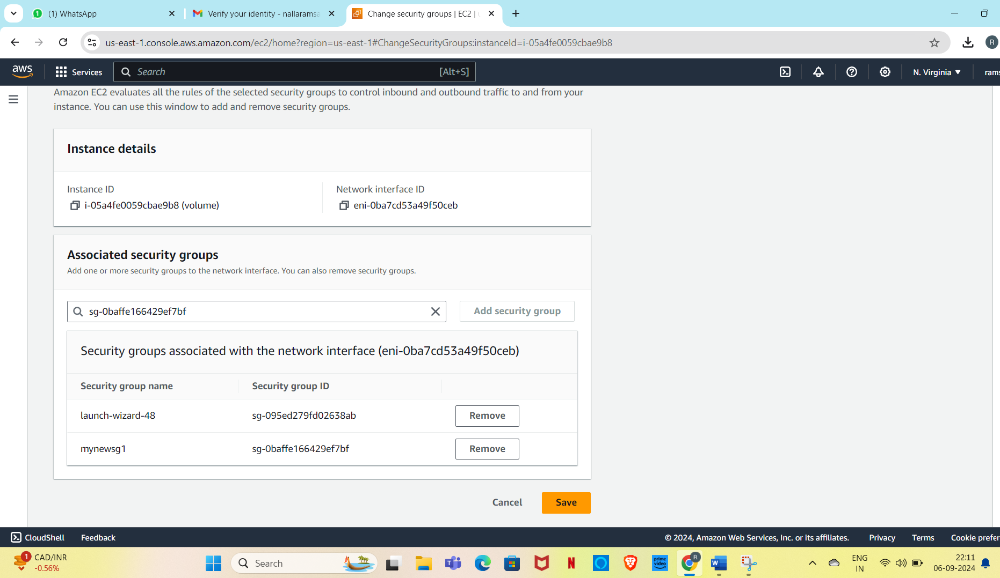 (1) WhatsApp
Verify your identity - nallaramsa
Change security groups | EC2 |
us-east-1.console.aws.amazon.com/ec2/home?region=us-east-1#ChangeSecurityGroups:instanceId=i-05a4fe0059cbae9b8
R
aws
Services
Search
[Alt+S]
N. Virginia
rams
Amazon EC2 evaluates all the rules of the selected security groups to control inbound and outbound traffic to and from your
instance. You can use this window to add and remove security groups.
Instance details
Instance ID
Network interface ID
i-05a4fe0059cbae9b8 (volume)
eni-0ba7cd53a49f50ceb
Associated security groups
Add one or more security groups to the network interface. You can also remove security groups.
sg-0baffe166429ef7bf
Add security group
Security groups associated with the network interface (eni-0ba7cd53a49f50ceb)
Security group name
Security group ID
launch-wizard-48
sg-095ed279fd02638ab
Remove
mynewsg1
sg-0baffe166429ef7bf
Remove
Cancel
Save
CloudShell
Feedback
© 2024, Amazon Web Services, Inc. or its affiliates.
Privacy
Terms
Cookie prefer
1
CAD/INR
-0.56%
Search
prime video
R
ENG
IN
22:11
06-09-2024